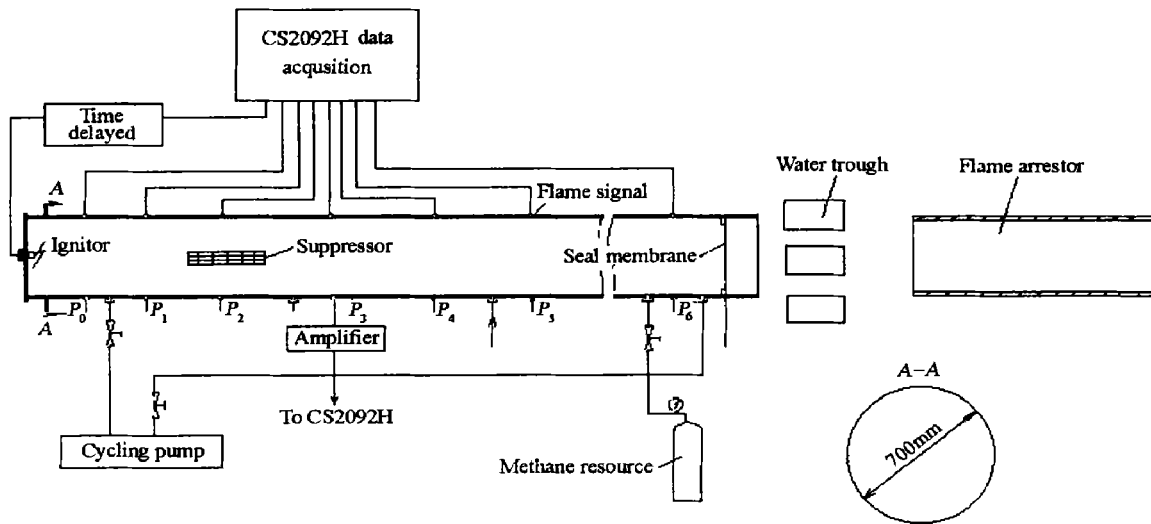 CS2092H data
acqusition
Time
delayed
Water trough
Flame arrestor
A
Flame signal
Ignitor
Suppressor
Seal membrane
A
P0
P1
P2
P3
P4
P5
P6
Amplifier
A-A
To CS2092H
700mm
Cycling pump
Methane resource